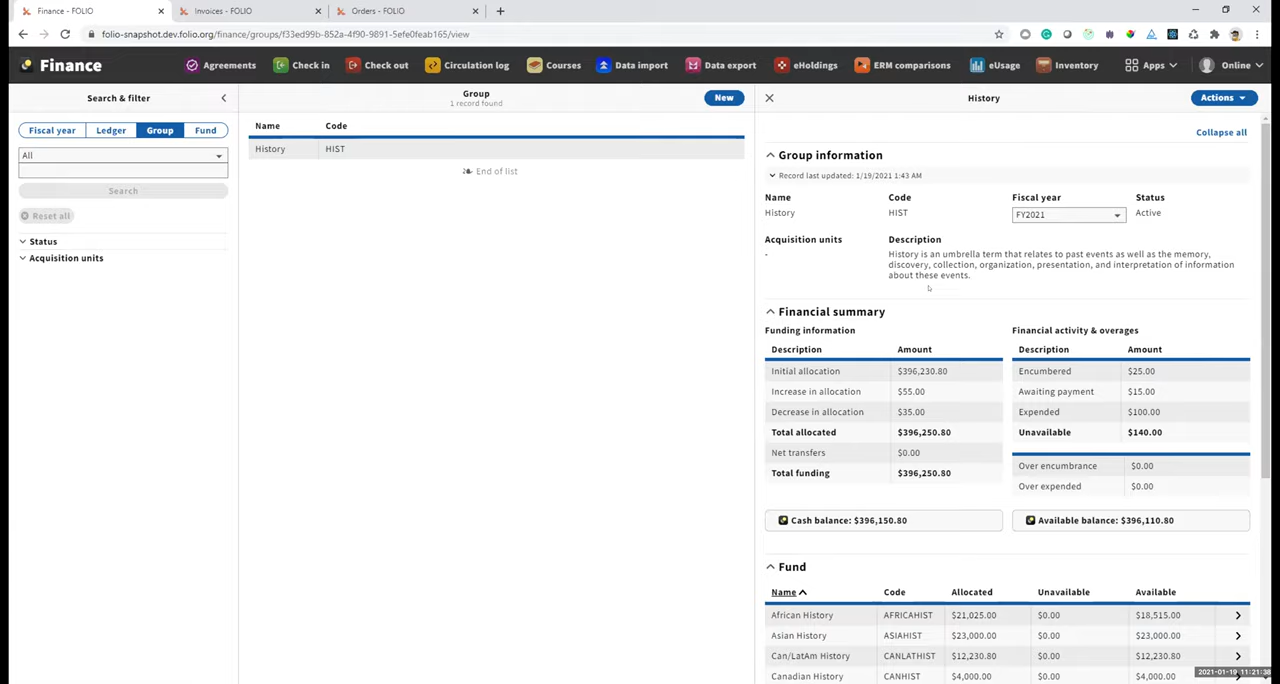 Finance - FOLIO
Invoices - FOLIO
Orders - FOLIO
folio-snapshot.dev.folio.org/finance/groups/f33ed99b-852a-4f90-9891-5efe0feab165/view
Finance
Agreements
Check in
Check out
Circulation log
Courses
Data import
Data export
eHoldings
ERM comparisons
eUsage
Inventory
Apps
Online
Search & filter
Fiscal year
Ledger
Group
Fund
All
Search
Reset all
Status
Acquisition units
Group
1 record found
New
Name Code
History HIST
End of list
History
Actions
Collapse all
Group information
Record last updated: 1/19/2021 1:43 AM
Name Code Fiscal year Status
History HIST FY2021 Active
Acquisition units Description
- History is an umbrella term that relates to past events as well as the memory,
discovery, collection, organization, presentation, and interpretation of information
about these events.
Financial summary
Funding information
Description Amount
Initial allocation $396,230.80
Increase in allocation $55.00
Decrease in allocation $35.00
Total allocated $396,250.80
Net transfers $0.00
Total funding $396,250.80
Financial activity & overages
Description Amount
Encumbered $25.00
Awaiting payment $15.00
Expended $100.00
Unavailable $140.00
Over encumbrance $0.00
Over expended $0.00
Cash balance: $396,150.80
Available balance: $396,110.80
Fund
Name Code Allocated Unavailable Available
African History AFRICAHIST $21,025.00 $0.00 $18,515.00
Asian History ASIAHIST $23,000.00 $0.00 $23,000.00
Can/LatAm History CANLATHIST $12,230.80 $0.00 $12,230.80
Canadian History CANHIST $4,000.00 $0.00 $4,000.00
2021-01-19 11:21:38